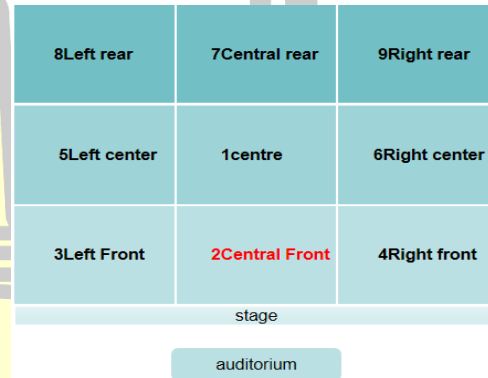 8Left rear 7Central rear 9Right rear
5Left center 1centre 6Right center
3Left Front 2Central Front 4Right front
stage
auditorium